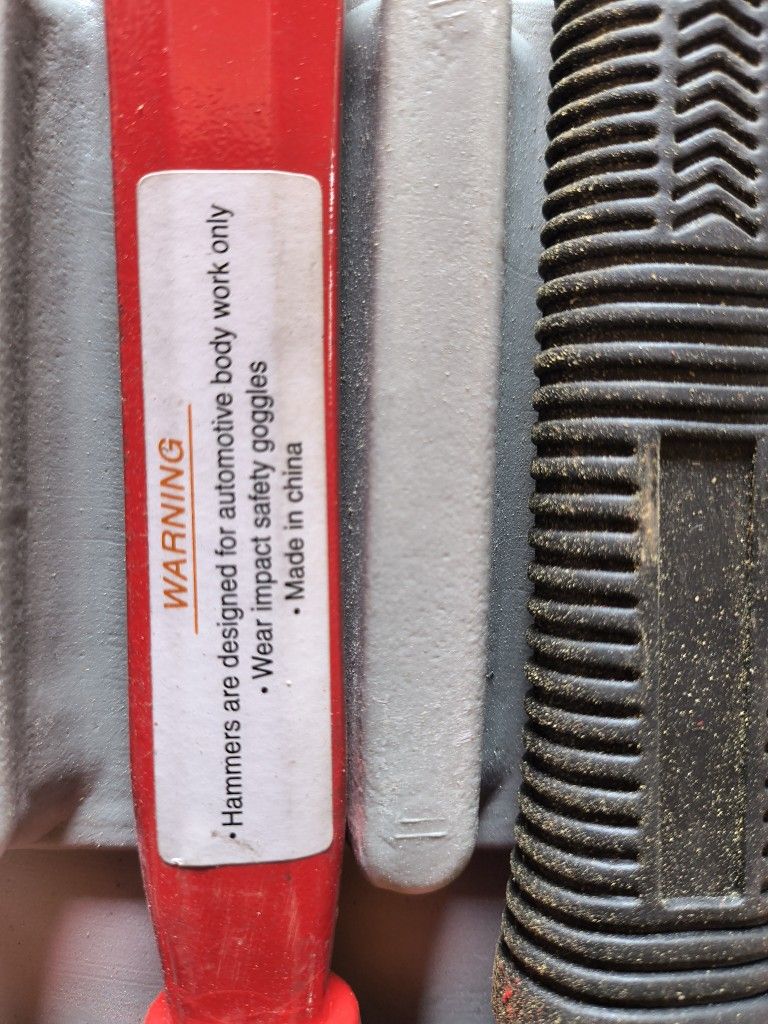 WARNING
• Hammers are designed for automotive body work only
• Wear impact safety goggles
• Made in china